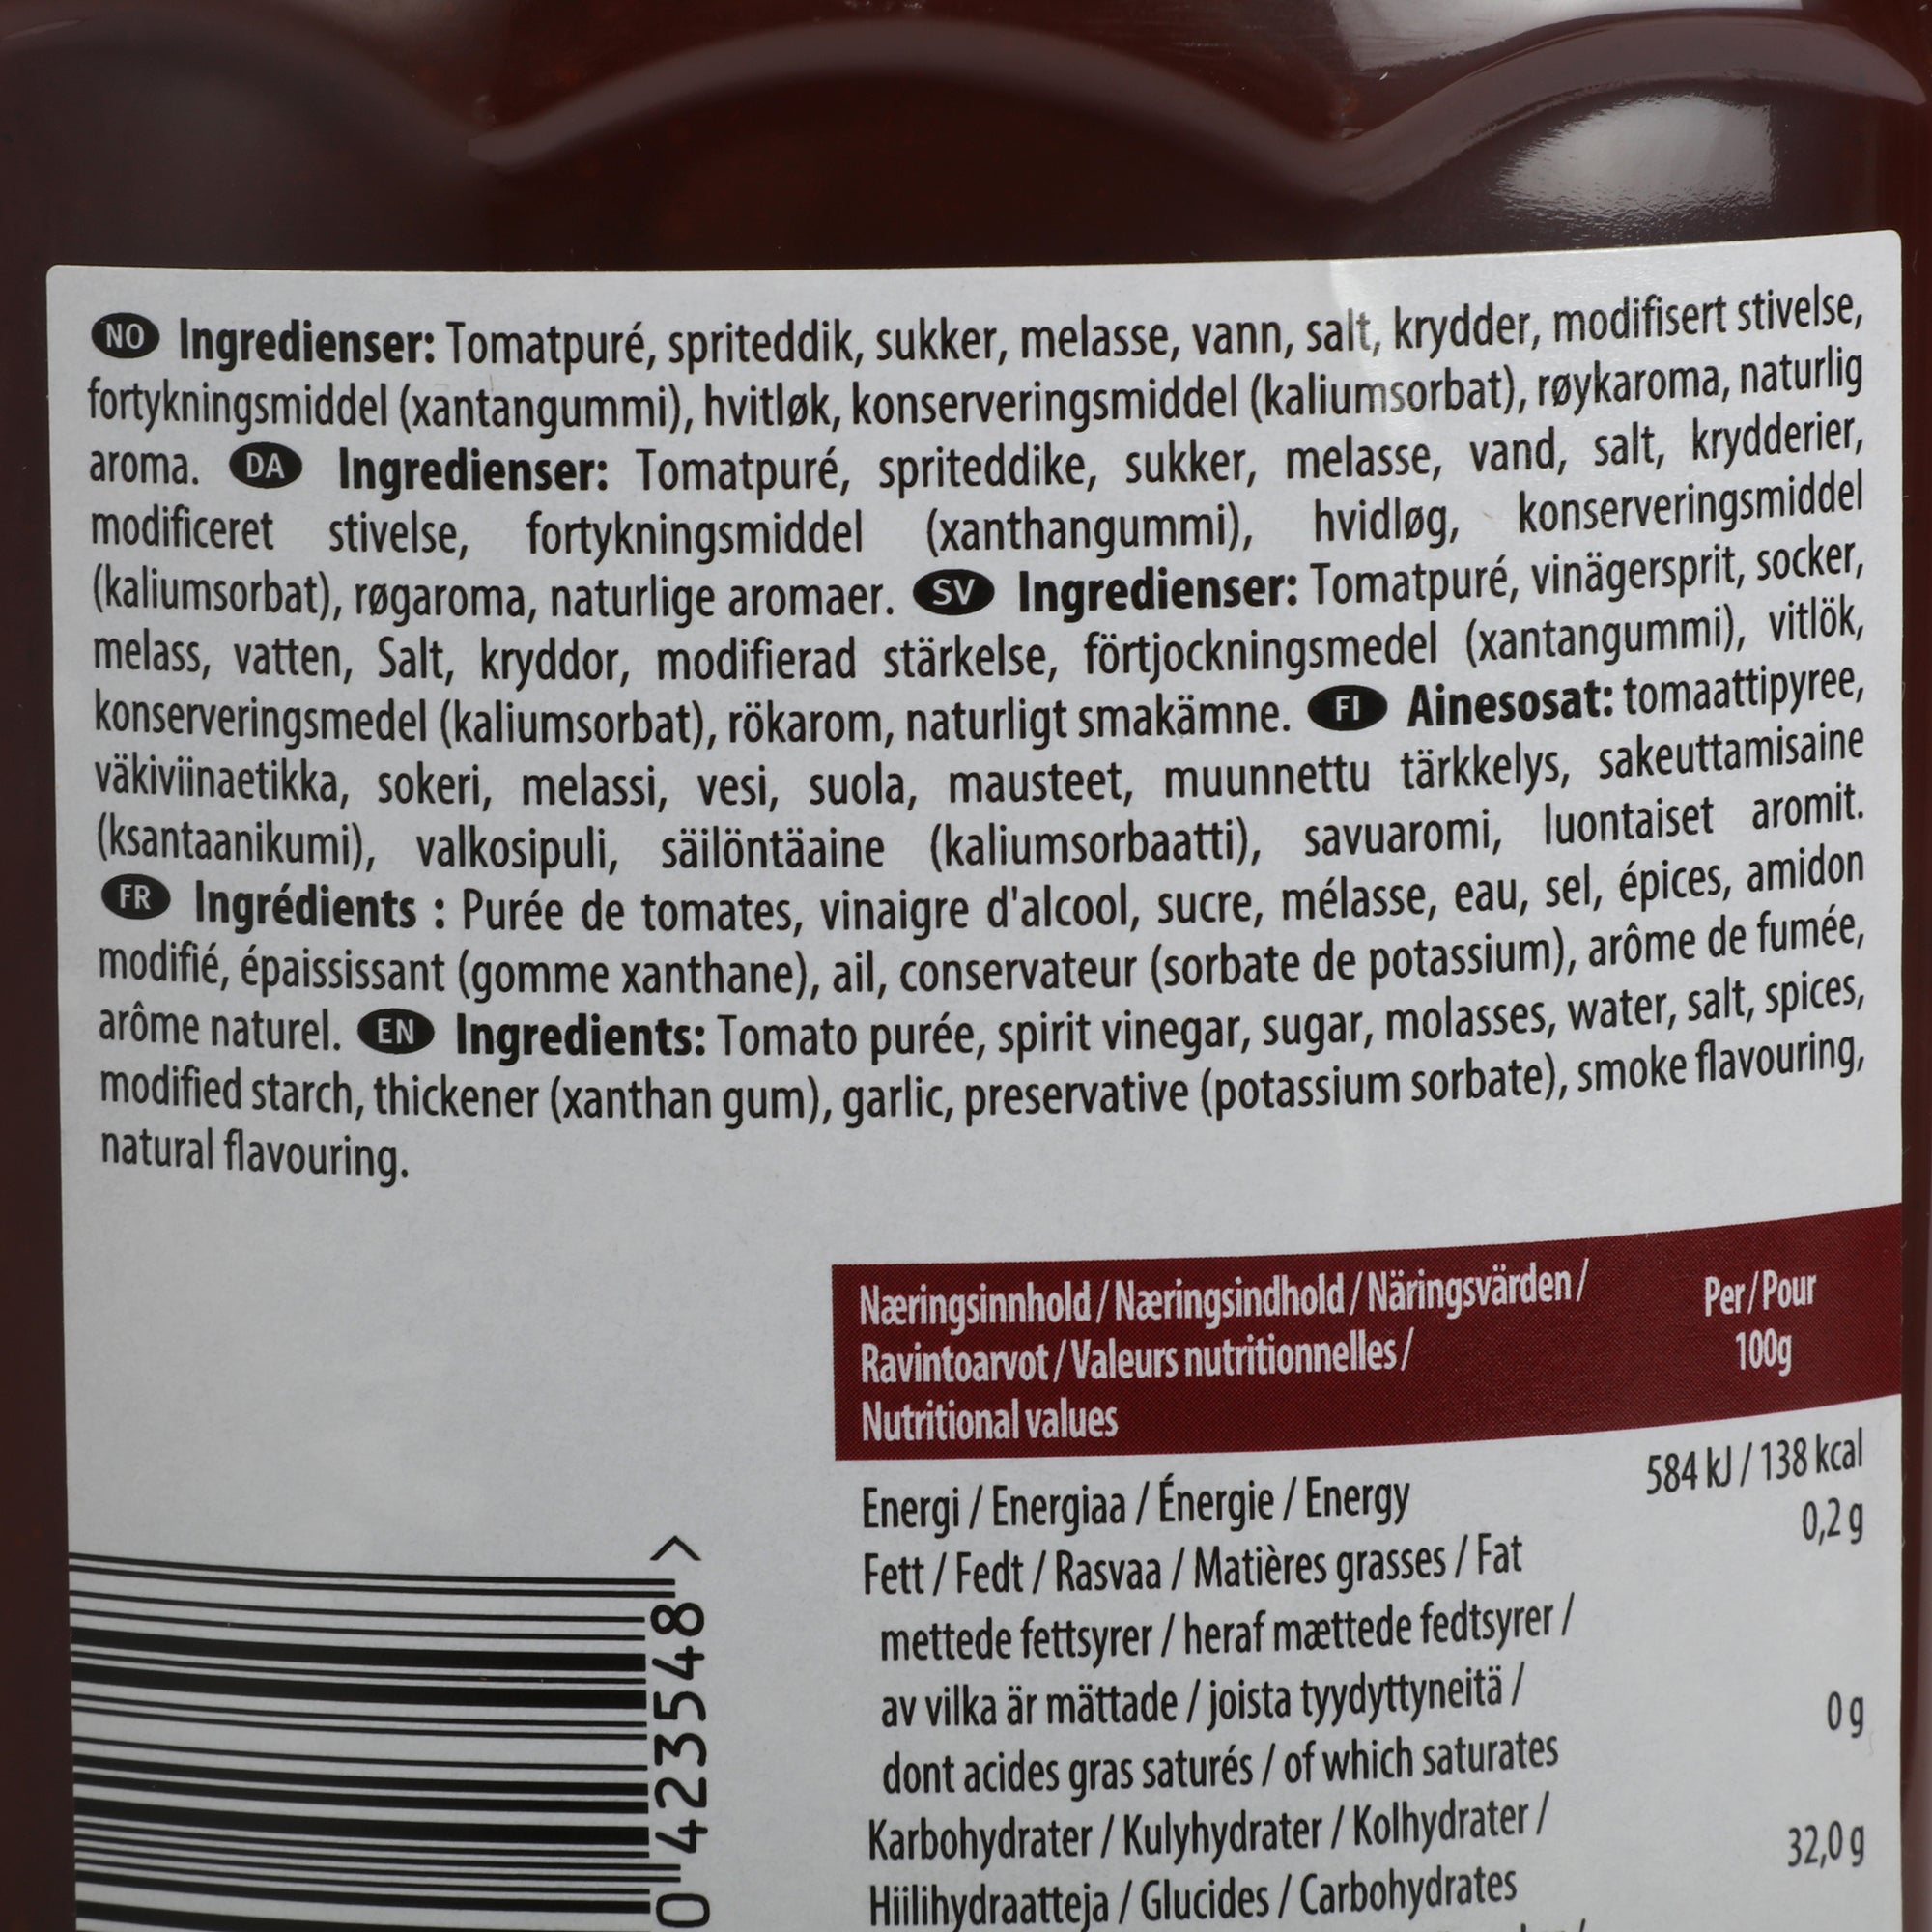 NO Ingredienser: Tomatpuré, spriteddik, sukker, melasse, vann, salt, krydder, modifisert stivelse,
fortykningsmiddel (xantangummi), hvitløk, konserveringsmiddel (kaliumsorbat), røykaroma, naturlig
aroma. DA Ingredienser: Tomatpuré, spriteddike, sukker, melasse, vand, salt, krydderier,
modificeret stivelse, fortykningsmiddel (xanthangummi), hvidløg, konserveringsmiddel
(kaliumsorbat), røgaroma, naturlige aromaer. SV Ingredienser: Tomatpuré, vinägersprit, socker,
melass, vatten, Salt, kryddor, modifierad stärkelse, förtjockningsmedel (xantangummi), vitlök,
konserveringsmedel (kaliumsorbat), rökarom, naturligt smakämne. FI Ainesosat: tomaattipyree,
väkiviinaetikka, sokeri, melassi, vesi, suola, mausteet, muunnettu tärkkelys, sakeuttamisaine
(ksantaanikumi), valkosipuli, säilöntäaine (kaliumsorbaatti), savuaromi, luontaiset aromit.
FR Ingrédients : Purée de tomates, vinaigre d'alcool, sucre, mélasse, eau, sel, épices, amidon
modifié, épaississant (gomme xanthane), ail, conservateur (sorbate de potassium), arôme de fumée,
arôme naturel. EN Ingredients: Tomato purée, spirit vinegar, sugar, molasses, water, salt, spices,
modified starch, thickener (xanthan gum), garlic, preservative (potassium sorbate), smoke flavouring,
natural flavouring.
Næringsinnhold / Næringsindhold / Näringsvärden /
Ravintoarvot / Valeurs nutritionnelles /
Nutritional values
Per / Pour
100g
Energi / Energiaa / Énergie / Energy 584 kJ / 138 kcal
Fett / Fedt / Rasvaa / Matières grasses / Fat 0,2 g
mettede fettsyrer / heraf mættede fedtsyrer /
av vilka är mättade / joista tyydyttyneitä /
dont acides gras saturés / of which saturates 0 g
Karbohydrater / Kulyhydrater / Kolhydrater /
Hiilihydraatteja / Glucides / Carbohydrates 32,0 g
0 423548 >